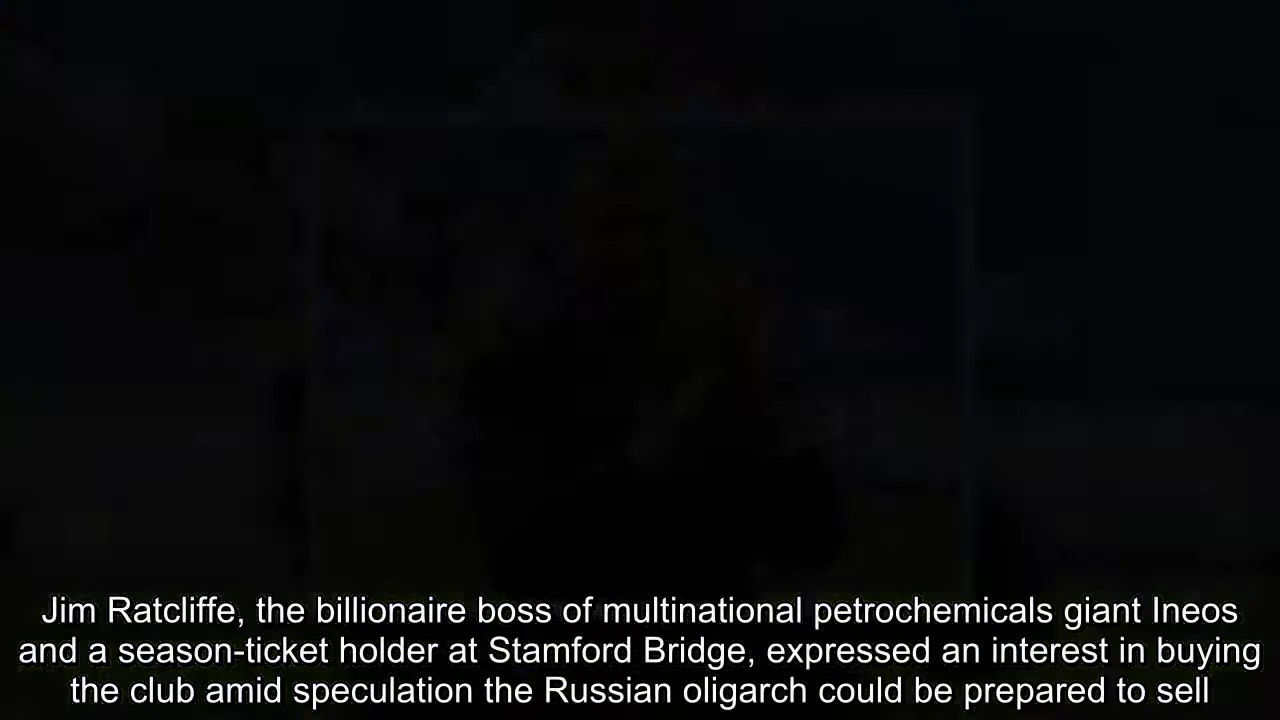 Jim Ratcliffe, the billionaire boss of multinational petrochemicals giant Ineos
and a season-ticket holder at Stamford Bridge, expressed an interest in buying
the club amid speculation the Russian oligarch could be prepared to sell